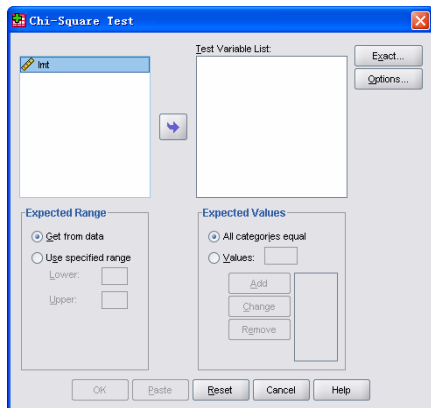 Chi-Square Test
lmt
Test Variable List:
Exact...
Options...
Expected Range
Get from data
Use specified range
Lower:
Upper:
Expected Values
All categories equal
Values:
Add
Change
Remove
OK
Paste
Reset
Cancel
Help